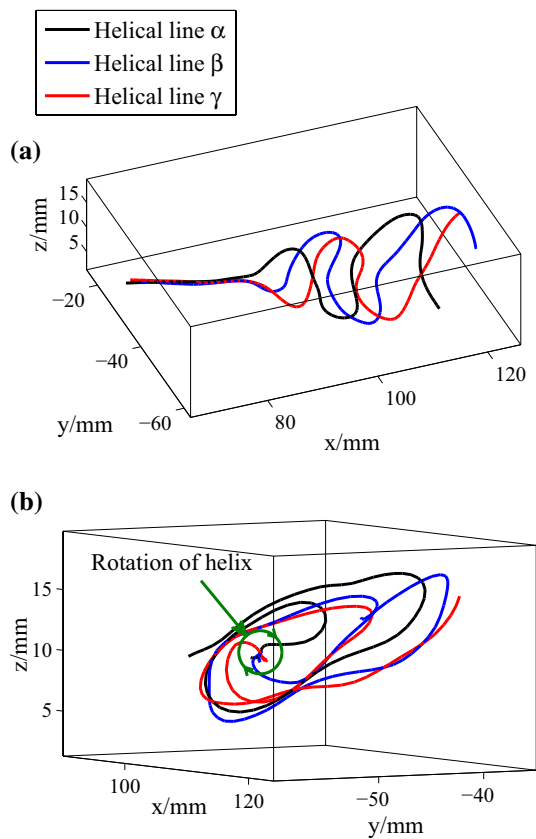 Helical line α
Helical line β
Helical line γ
(a)
z/mm
15
10
5
−20
−40
−60
y/mm
80
100
120
x/mm
(b)
Rotation of helix
z/mm
15
10
5
100
120
x/mm
−50
−40
y/mm